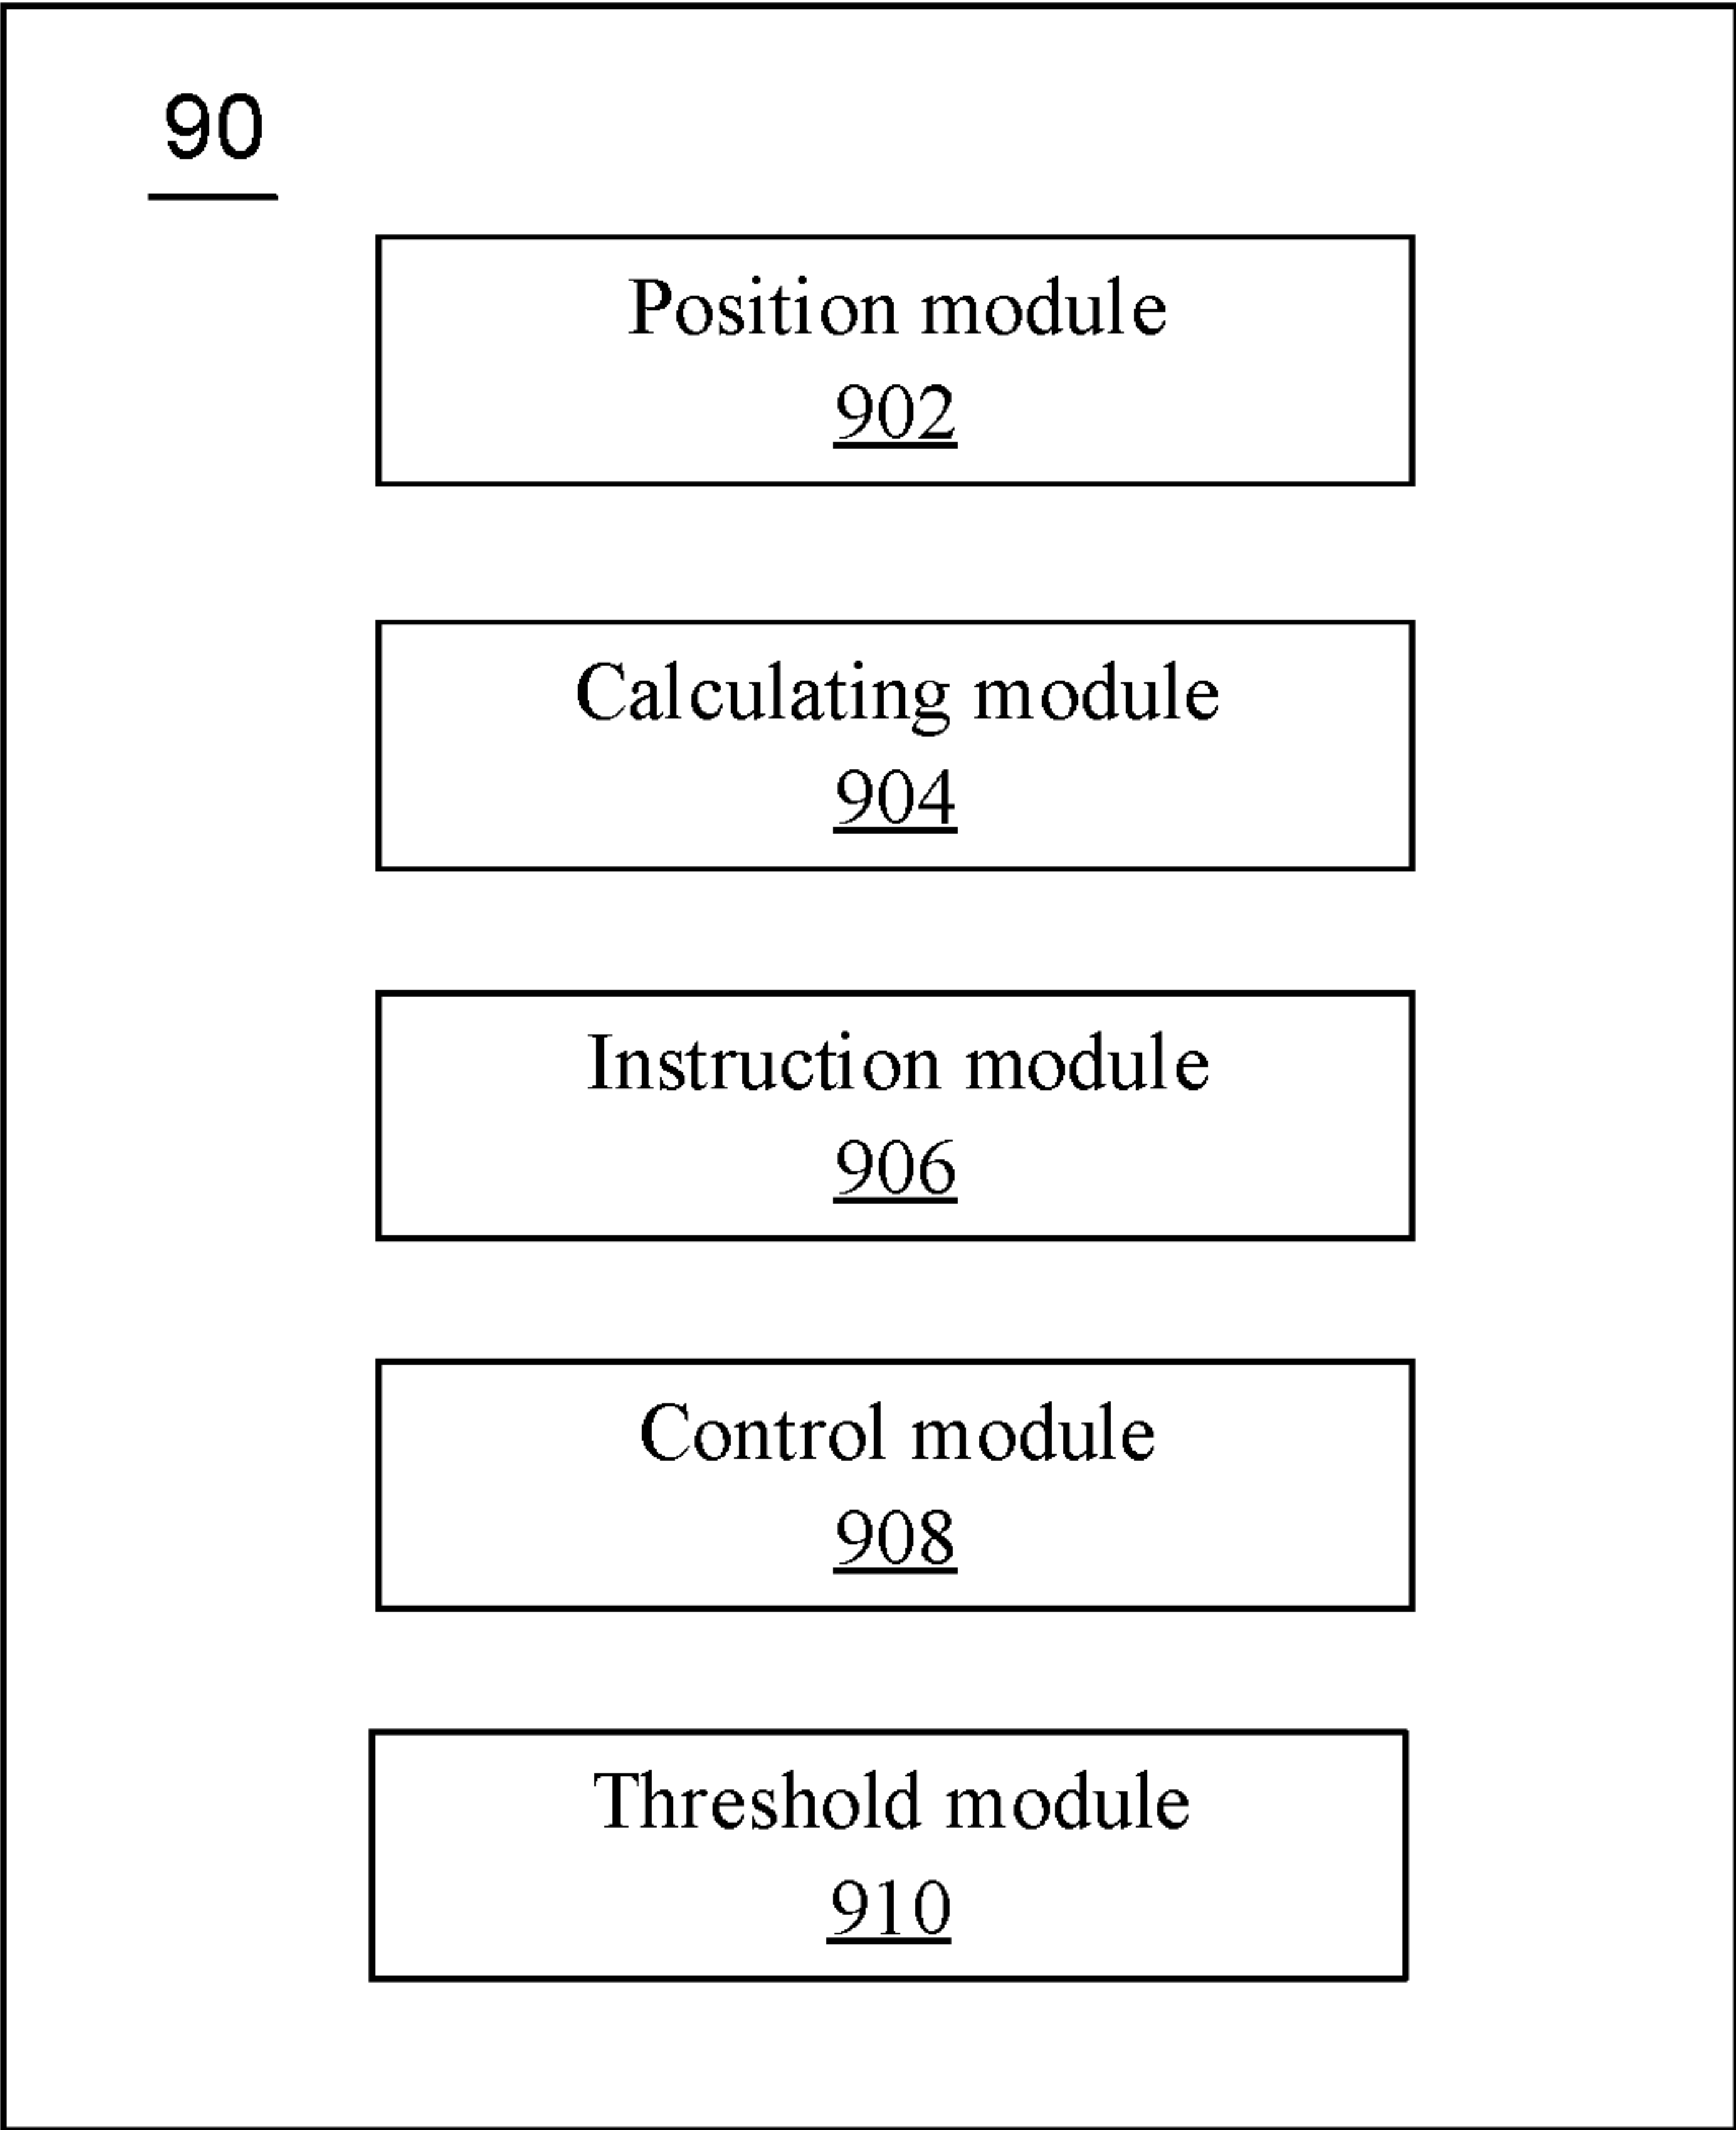 90
Position module
902
Calculating module
904
Instruction module
906
Control module
908
Threshold module
910